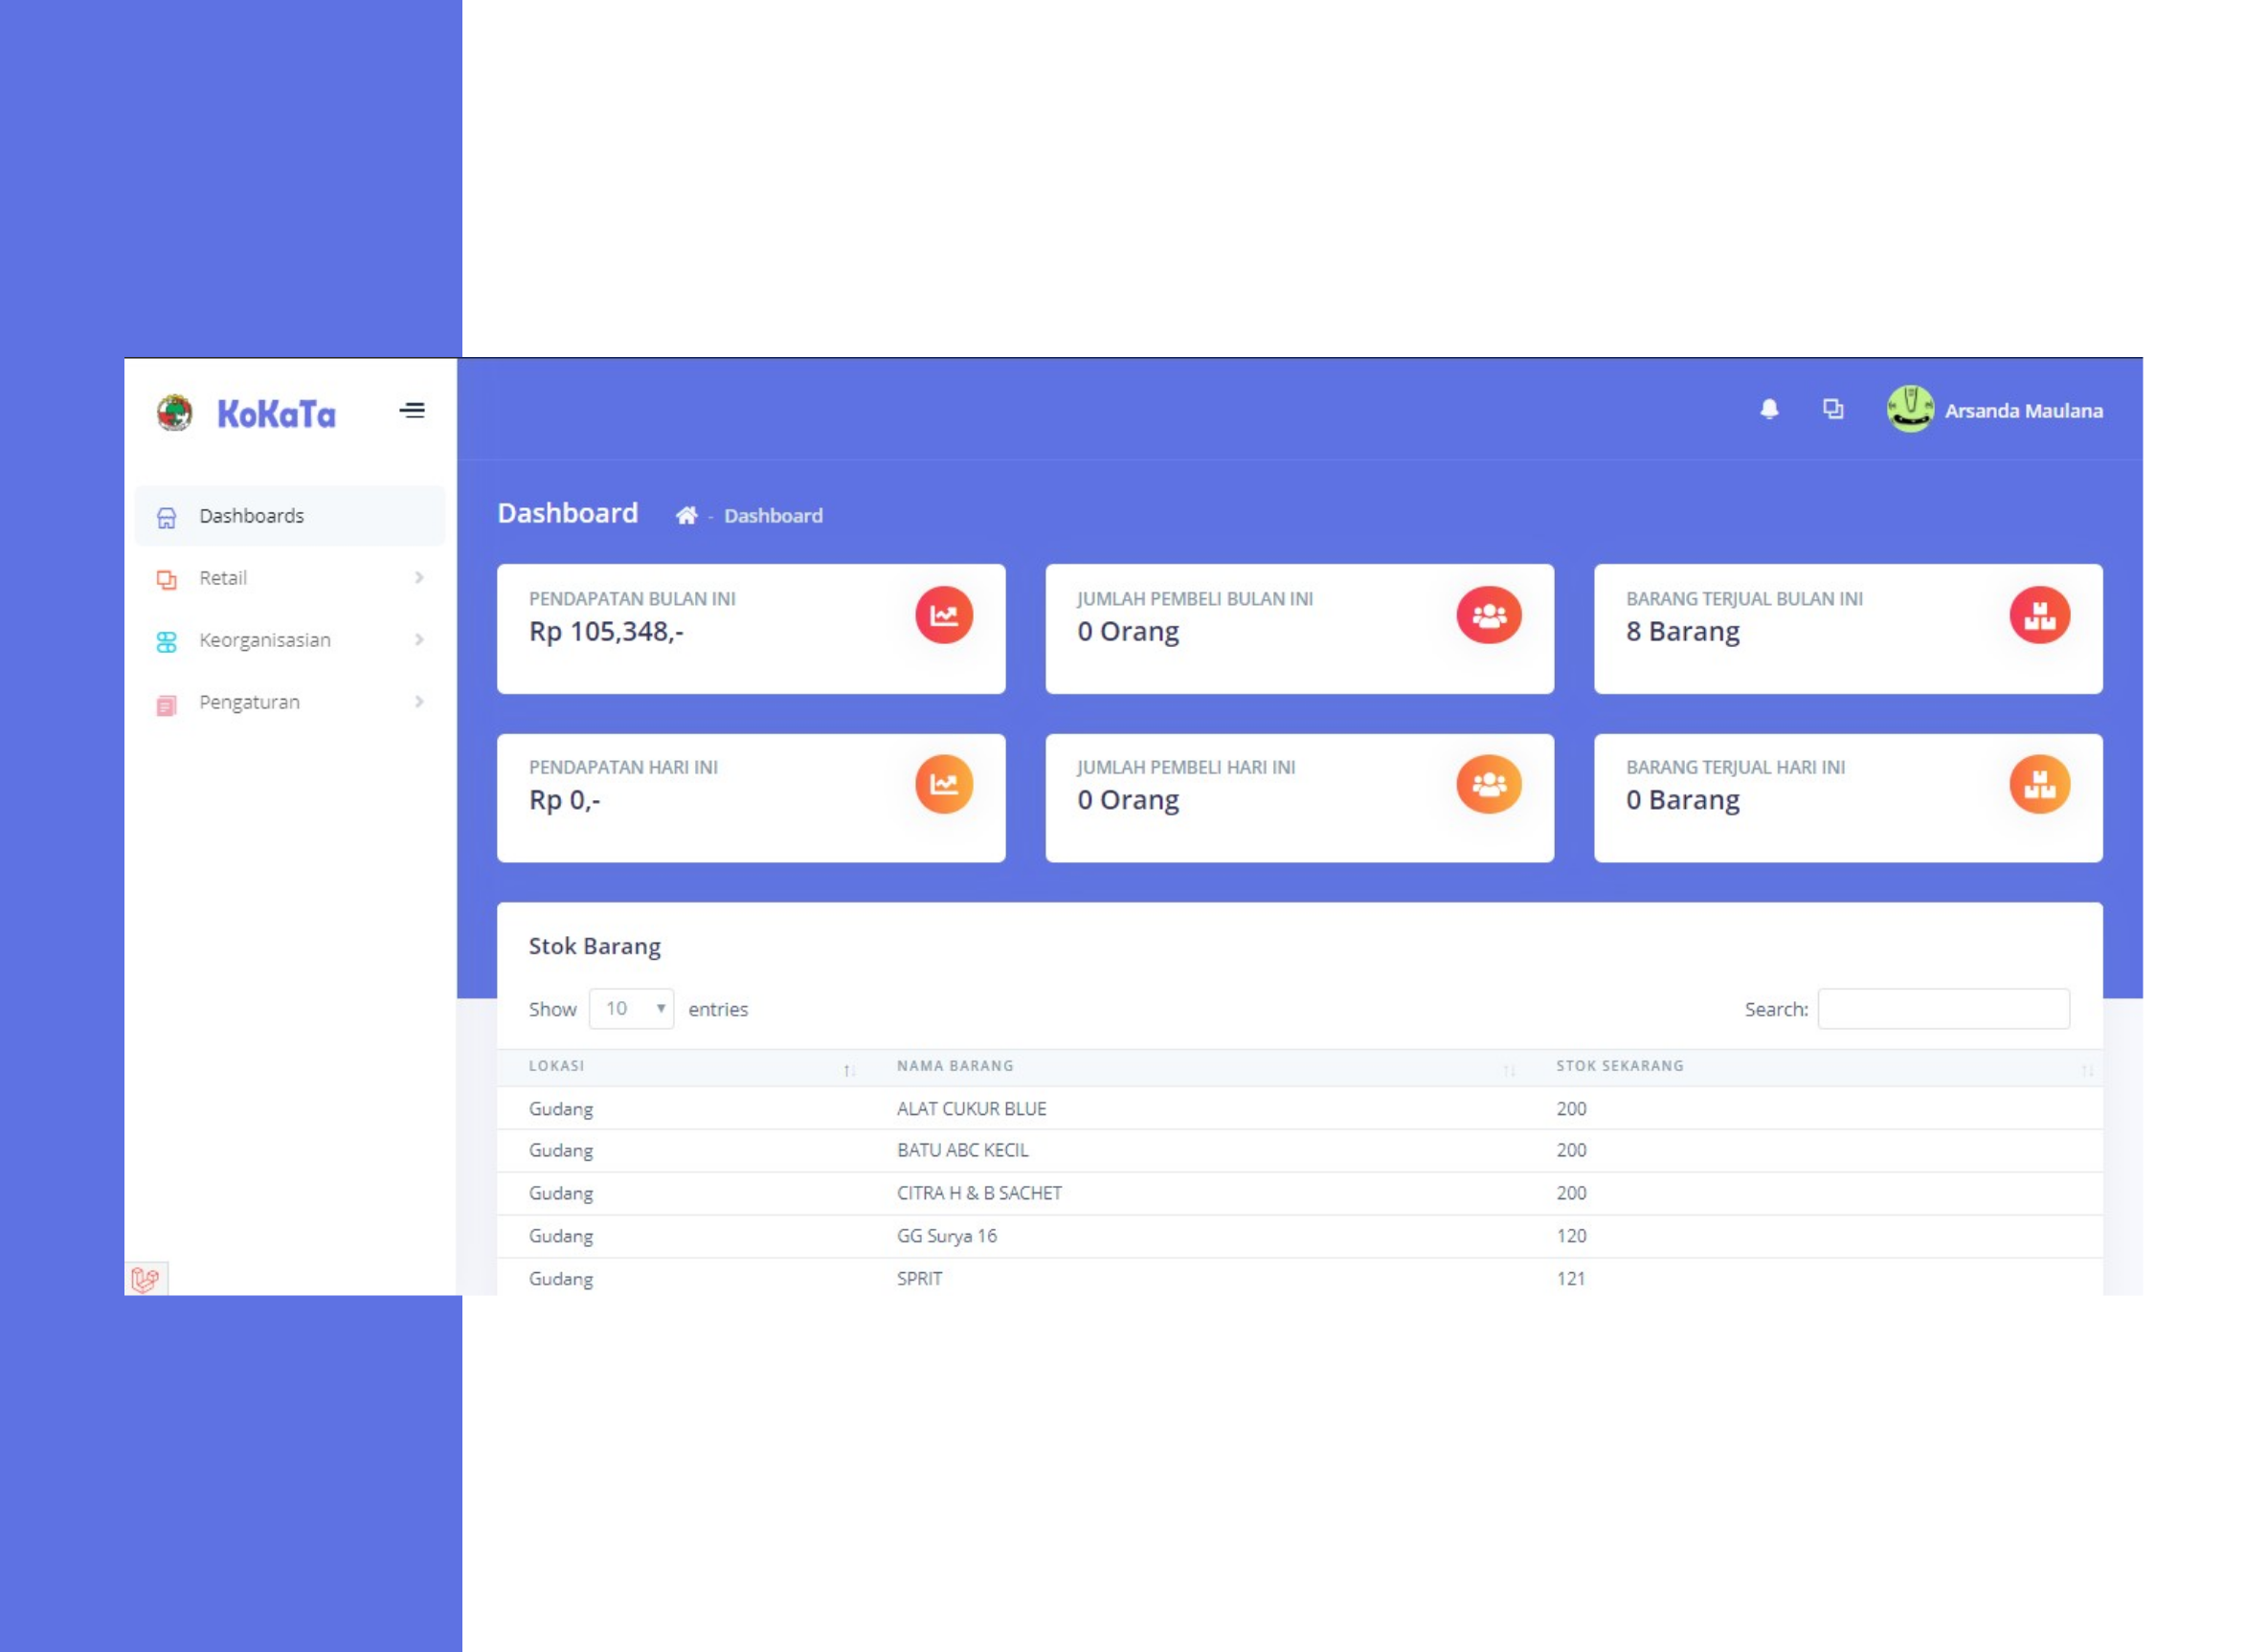 KoKaTa
Arsanda Maulana
Dashboards
Retail
Keorganisasian
Pengaturan
Dashboard - Dashboard
PENDAPATAN BULAN INI
Rp 105,348,-
JUMLAH PEMBELI BULAN INI
0 Orang
BARANG TERJUAL BULAN INI
8 Barang
PENDAPATAN HARI INI
Rp 0,-
JUMLAH PEMBELI HARI INI
0 Orang
BARANG TERJUAL HARI INI
0 Barang
Stok Barang
Show 10 entries Search:
LOKASI NAMA BARANG STOK SEKARANG
Gudang ALAT CUKUR BLUE 200
Gudang BATU ABC KECIL 200
Gudang CITRA H & B SACHET 200
Gudang GG Surya 16 120
Gudang SPRIT 121